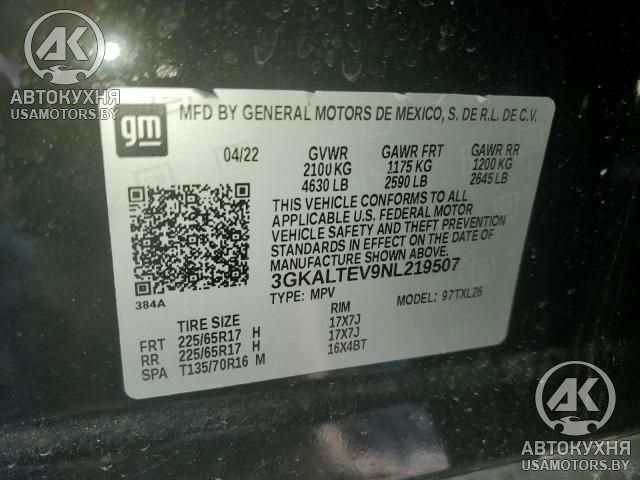 АК
АВТОКУХНЯ
USAMOTORS.BY
gm
MFD BY GENERAL MOTORS DE MEXICO, S. DE R.L. DE C.V.
04/22 GVWR GAWR FRT GAWR RR
2100 KG 1175 KG 1200 KG
4630 LB 2590 LB 2645 LB
THIS VEHICLE CONFORMS TO ALL
APPLICABLE U.S. FEDERAL MOTOR
VEHICLE SAFETY AND THEFT PREVENTION
STANDARDS IN EFFECT ON THE DATE OF
MANUFACTURE SHOWN ABOVE.
3GKALTEV9NL219507
384A
TYPE: MPV MODEL: 97TXL26
TIRE SIZE RIM
FRT 225/65R17 H 17X7J
RR 225/65R17 H 17X7J
SPA T135/70R16 M 16X4BT
АК
АВТОКУХНЯ
USAMOTORS.BY